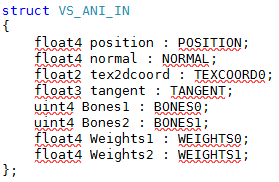 struct VS_ANI_IN
{
float4 position : POSITION;
float4 normal : NORMAL;
float2 tex2dcoord : TEXCOORD0;
float3 tangent : TANGENT;
uint4 Bones1 : BONES0;
uint4 Bones2 : BONES1;
float4 Weights1 : WEIGHTS0;
float4 Weights2 : WEIGHTS1;
};